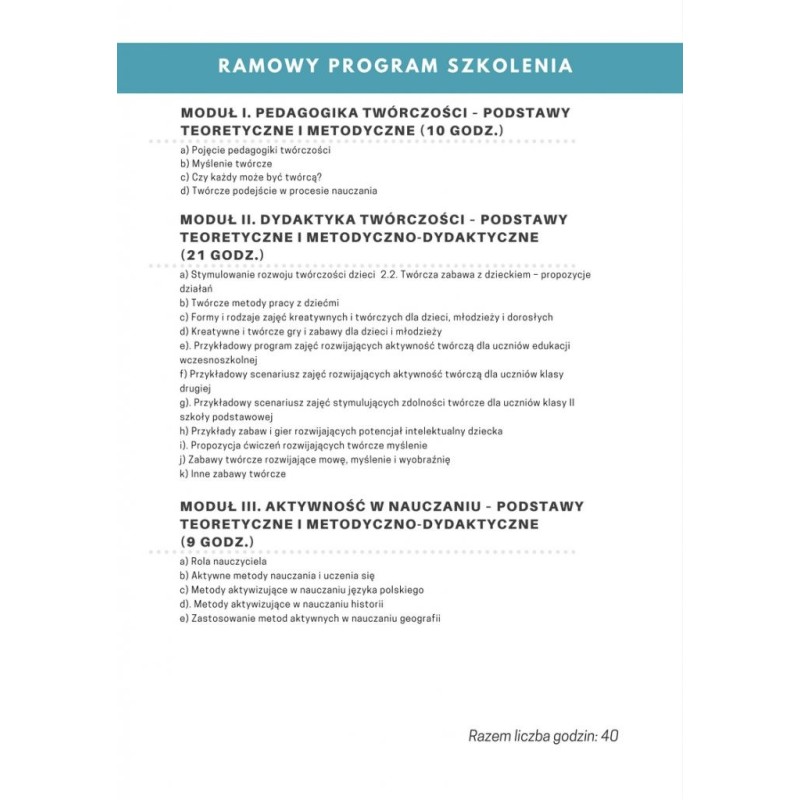 RAMOWY PROGRAM SZKOLENIA
MODUŁ I. PEDAGOGIKA TWÓRCZOŚCI – PODSTAWY
TEORETYCZNE I METODYCZNE (10 GODZ.)
a) Pojęcie pedagogiki twórczości
b) Myślenie twórcze
c) Czy każdy może być twórcą?
d) Twórcze podejście w procesie nauczania
MODUŁ II. DYDAKTYKA TWÓRCZOŚCI – PODSTAWY
TEORETYCZNE I METODYCZNO-DYDAKTYCZNE
(21 GODZ.)
a) Stymulowanie rozwoju twórczości dzieci 2.2. Twórcza zabawa z dzieckiem – propozycje
działań
b) Twórcze metody pracy z dziećmi
c) Formy i rodzaje zajęć kreatywnych i twórczych dla dzieci, młodzieży i dorosłych
d) Kreatywne i twórcze gry i zabawy dla dzieci i młodzieży
e). Przykładowy program zajęć rozwijających aktywność twórczą dla uczniów edukacji
wczesnoszkolnej
f) Przykładowy scenariusz zajęć rozwijających aktywność twórczą dla uczniów klasy
drugiej
g). Przykładowy scenariusz zajęć stymulujących zdolności twórcze dla uczniów klasy II
szkoły podstawowej
h) Przykłady zabaw i gier rozwijających potencjał intelektualny dziecka
i). Propozycja ćwiczeń rozwijających twórcze myślenie
j) Zabawy twórcze rozwijające mowę, myślenie i wyobraźnię
k) Inne zabawy twórcze
MODUŁ III. AKTYWNOŚĆ W NAUCZANIU – PODSTAWY
TEORETYCZNE I METODYCZNO-DYDAKTYCZNE
(9 GODZ.)
a) Rola nauczyciela
b) Aktywne metody nauczania i uczenia się
c) Metody aktywizujące w nauczaniu języka polskiego
d). Metody aktywizujące w nauczaniu historii
e) Zastosowanie metod aktywnych w nauczaniu geografii
Razem liczba godzin: 40